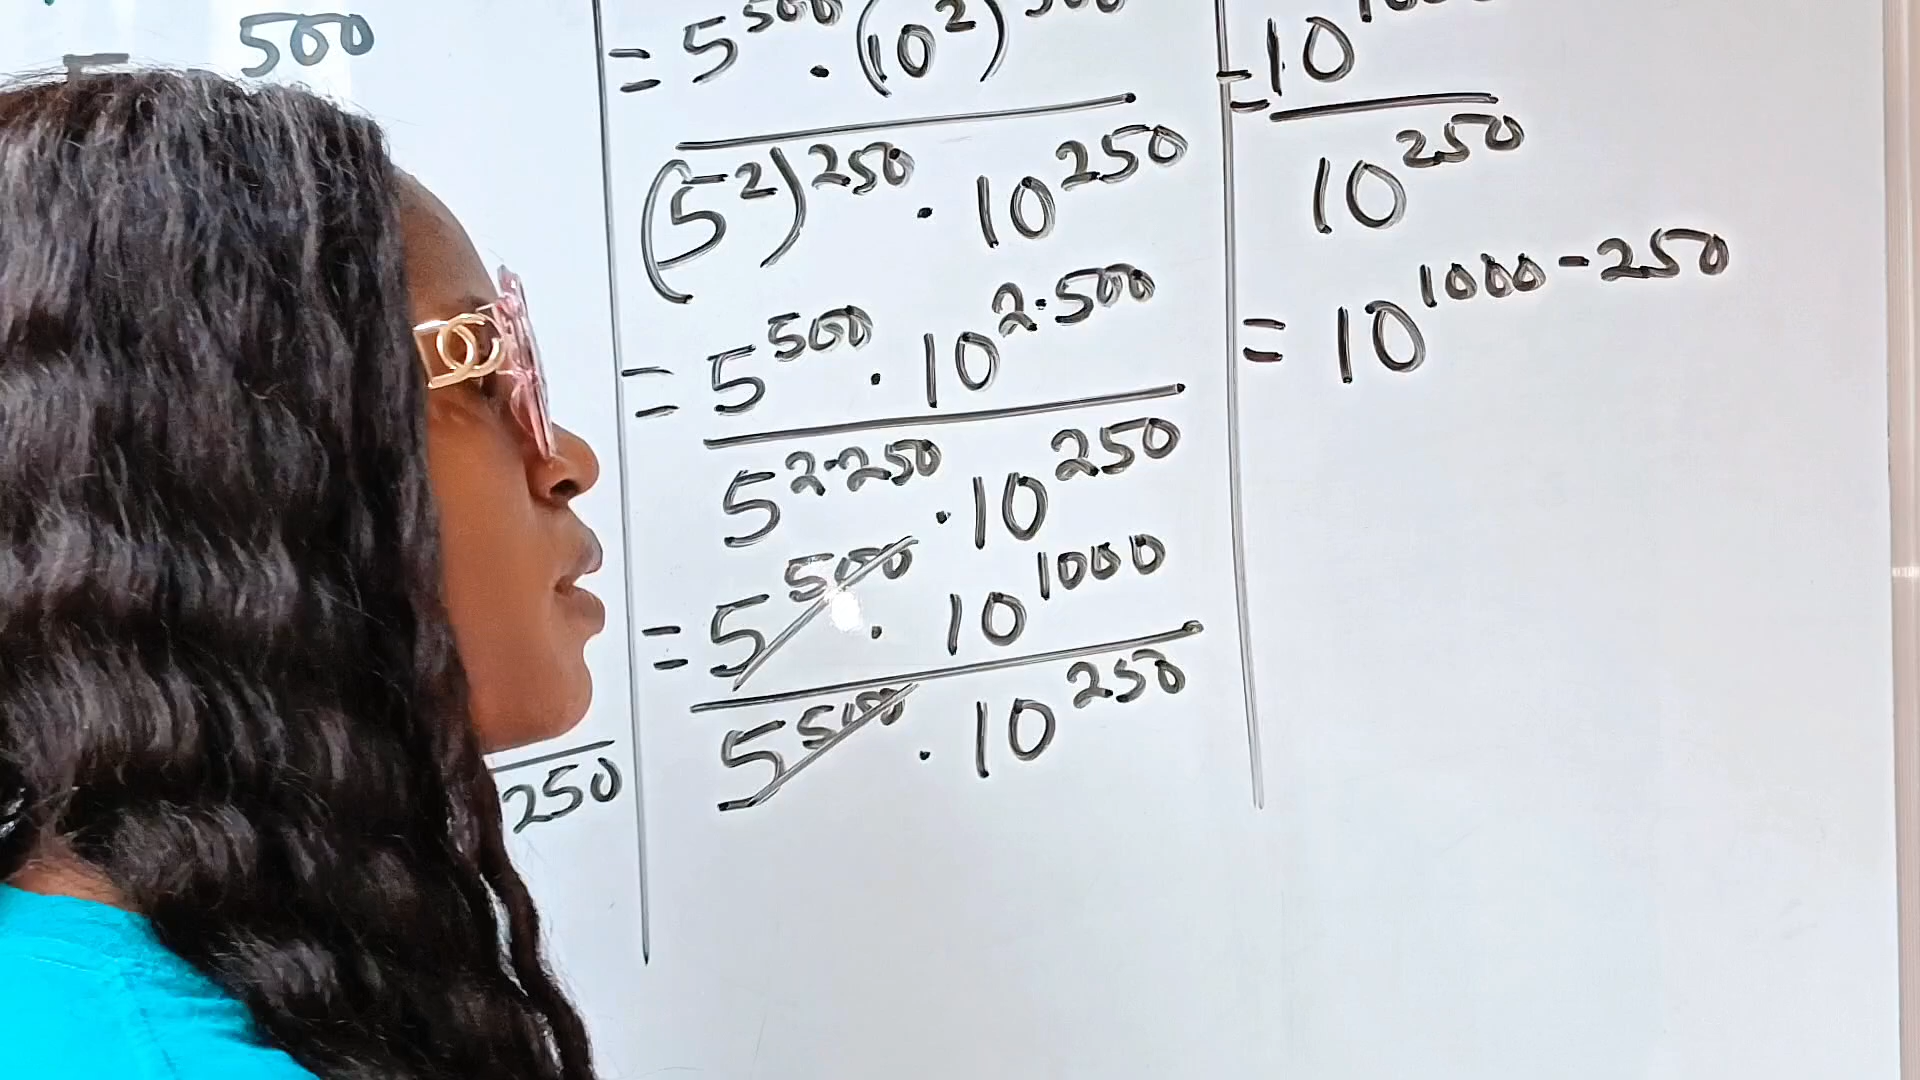 500
250
= 5^500 · (10^2)^500
(5^2)^250 · 10^250
= 5^500 · 10^2·500
5^2·250 · 10^250
= 5^500 · 10^1000
5^500 · 10^250
= 10^1000
10^250
= 10^1000-250